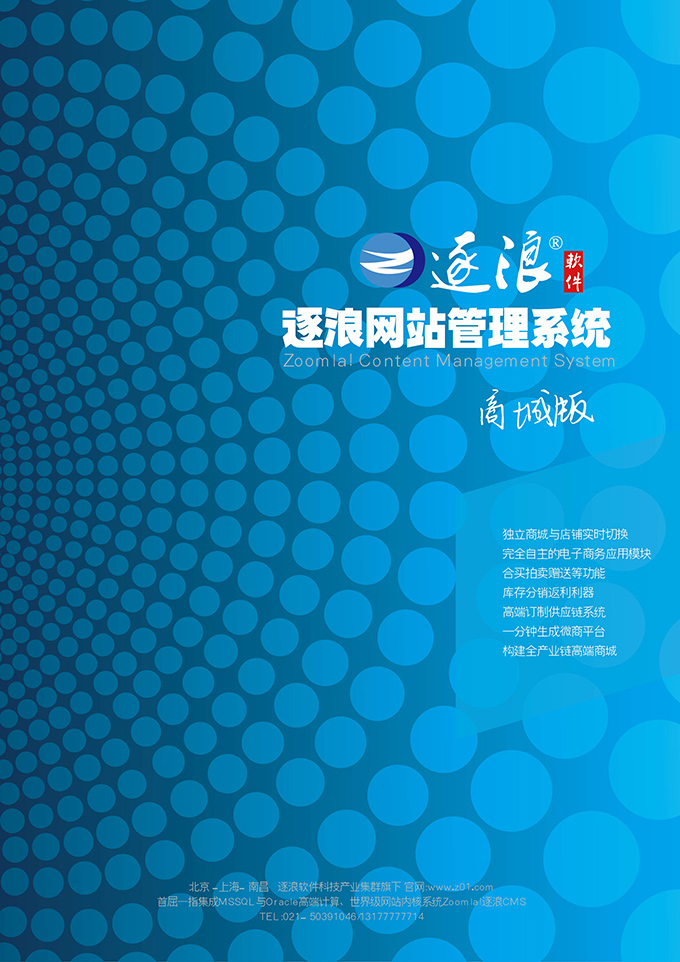 逐浪®
軟件
逐浪网站管理系统
Zoomla! Content Management System
商城版
独立商城与店铺实时切换
完全自主的电子商务应用模块
合买拍卖赠送等功能
库存分销返利利器
高端订制供应链系统
一分钟生成微商平台
构建全产业链高端商城
北京-上海-南昌 逐浪软件科技产业集群旗下 官网:www.z01.com
首屈一指集成MSSQL与Oracle高端计算、世界级网站内核系统Zoomla!逐浪CMS
TEL:021-50391046/13177777714